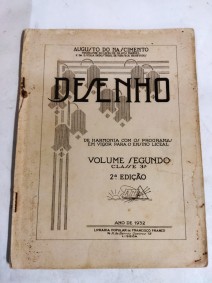 AUGUSTO DO NASCIMENTO
DESENHO
DE HARMONIA COM OS PROGRAMAS
EM VIGOR PARA O ENSINO LICEAL
VOLUME SEGUNDO
CLASSE 3ª
2ª EDIÇÃO
ANO DE 1932
LIVRARIA POPULAR DE FRANCISCO FRANCO
LISBOA